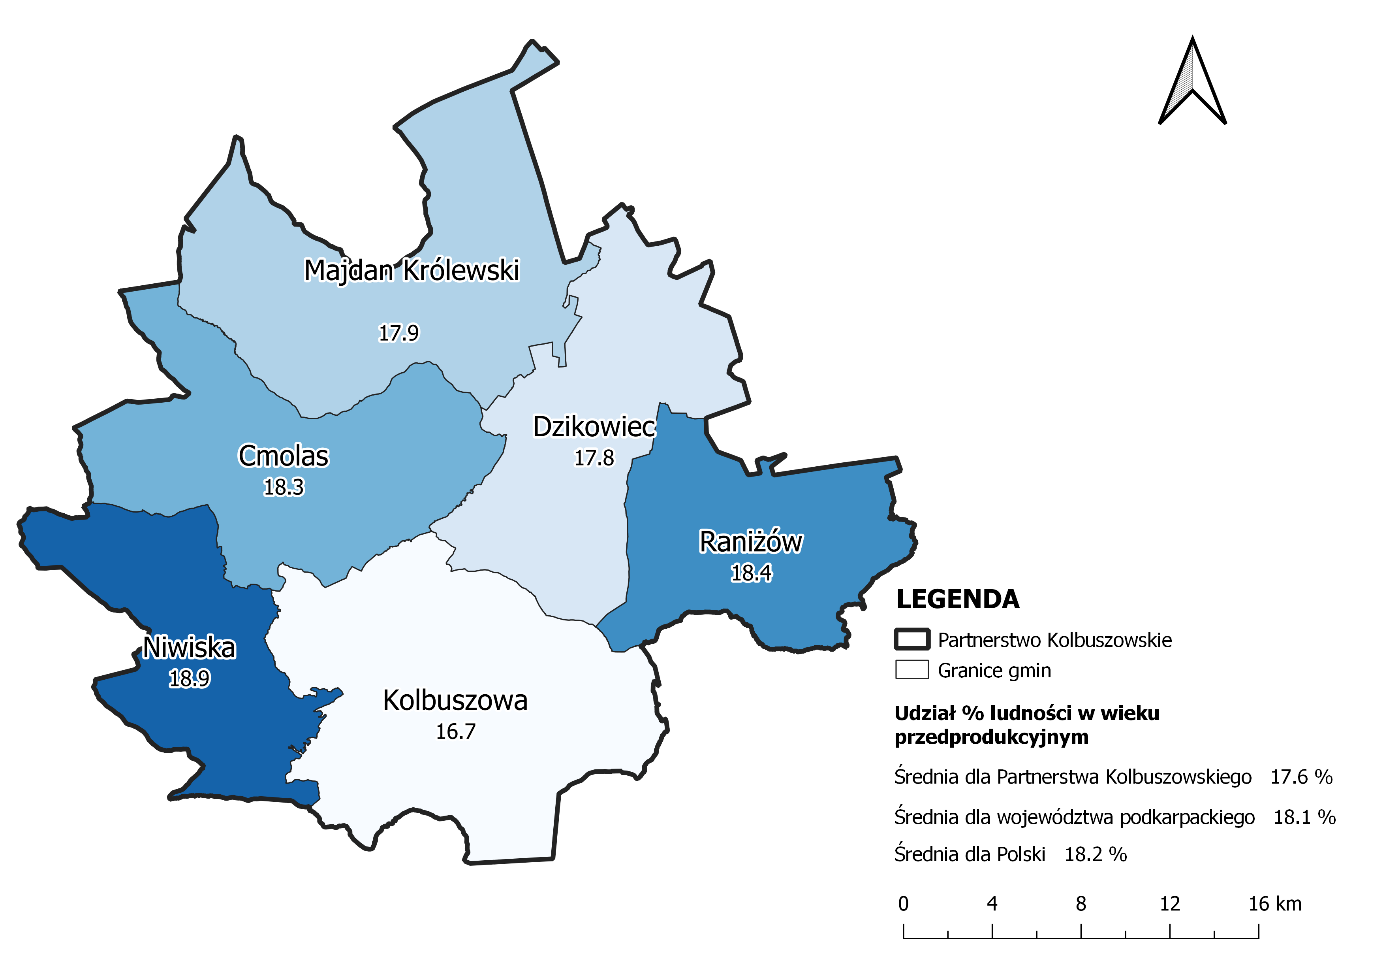 Majdan Królewski
17.9
Dzikowiec
17.8
Cmolas
18.3
Raniżów
18.4
Niwiska
18.9
Kolbuszowa
16.7
LEGENDA
Partnerstwo Kolbuszowskie
Granice gmin
Udział % ludności w wieku
przedprodukcyjnym
Średnia dla Partnerstwa Kolbuszowskiego 17.6 %
Średnia dla województwa podkarpackiego 18.1 %
Średnia dla Polski 18.2 %
0 4 8 12 16 km